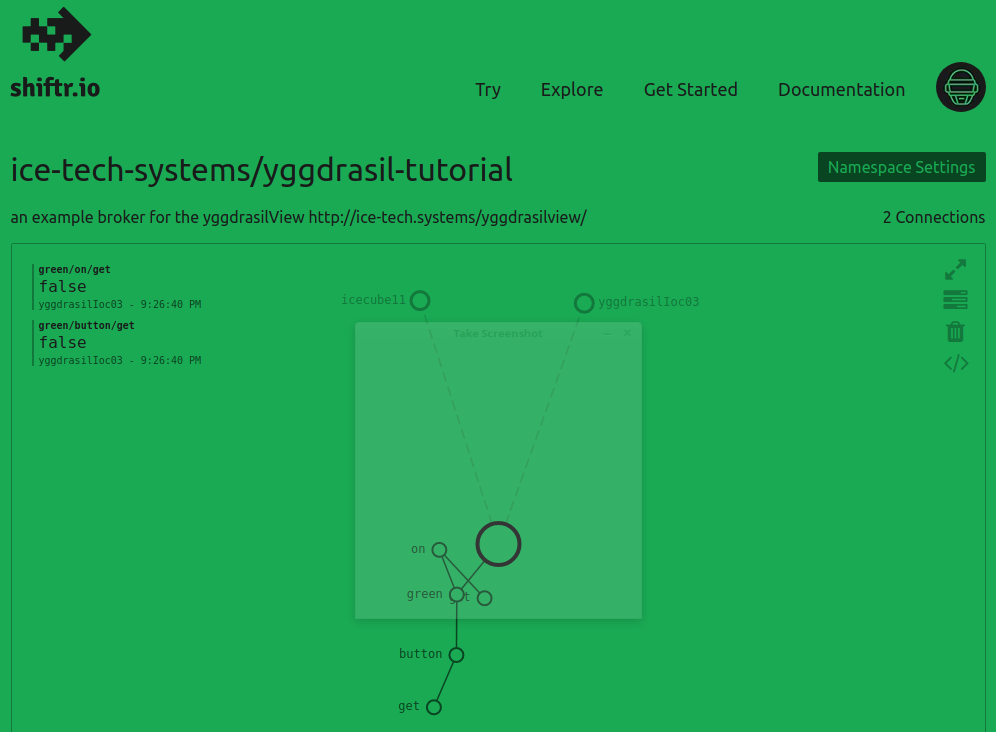 shiftr.io
Try Explore Get Started Documentation
ice-tech-systems/yggdrasil-tutorial
Namespace Settings
an example broker for the yggdrasilView http://ice-tech.systems/yggdrasilview/
2 Connections
green/on/get
false
yggdrasilIoc03 - 9:26:40 PM
green/button/get
false
yggdrasilIoc03 - 9:26:40 PM
icecube11
yggdrasilIoc03
Take Screenshot
on
green
get
button
get